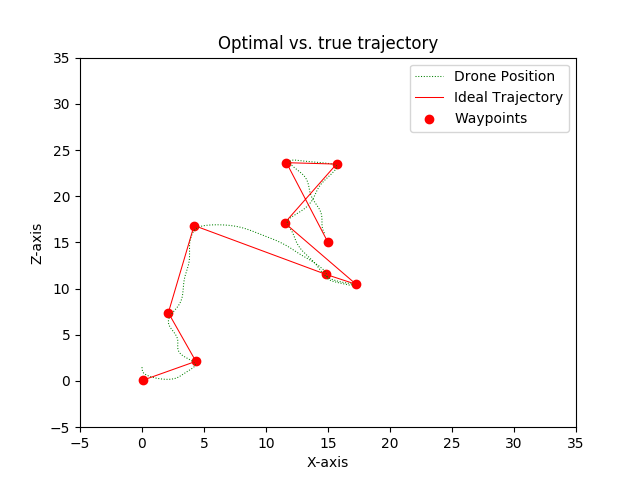 Optimal vs. true trajectory
Drone Position
Ideal Trajectory
Waypoints
Z-axis
35
30
25
20
15
10
5
0
−5
−5 0 5 10 15 20 25 30 35
X-axis